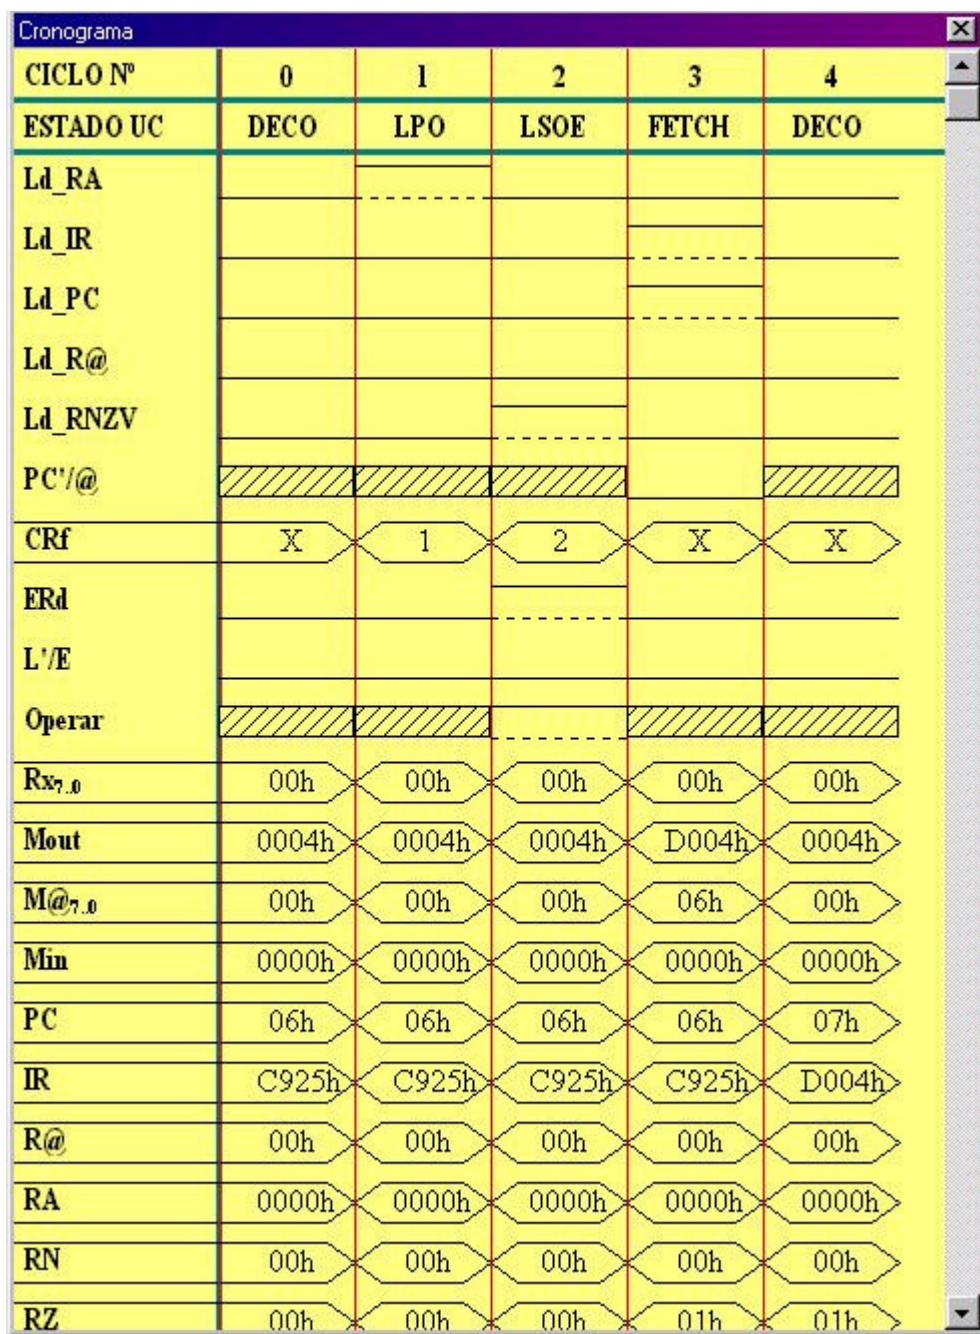 Cronograma
CICLO Nº 0 1 2 3 4
ESTADO UC DECO LPO LSOE FETCH DECO
Ld_RA
Ld_IR
Ld_PC
Ld_R@
Ld_RNZV
PC'/@
CRf X 1 2 X X
ERd
L'/E
Operar
Rx7..0 00h 00h 00h 00h 00h
Mout 0004h 0004h 0004h D004h 0004h
M@7..0 00h 00h 00h 06h 00h
Min 0000h 0000h 0000h 0000h 0000h
PC 06h 06h 06h 06h 07h
IR C925h C925h C925h C925h D004h
R@ 00h 00h 00h 00h 00h
RA 0000h 0000h 0000h 0000h 0000h
RN 00h 00h 00h 00h 00h
RZ 00h 00h 00h 01h 01h